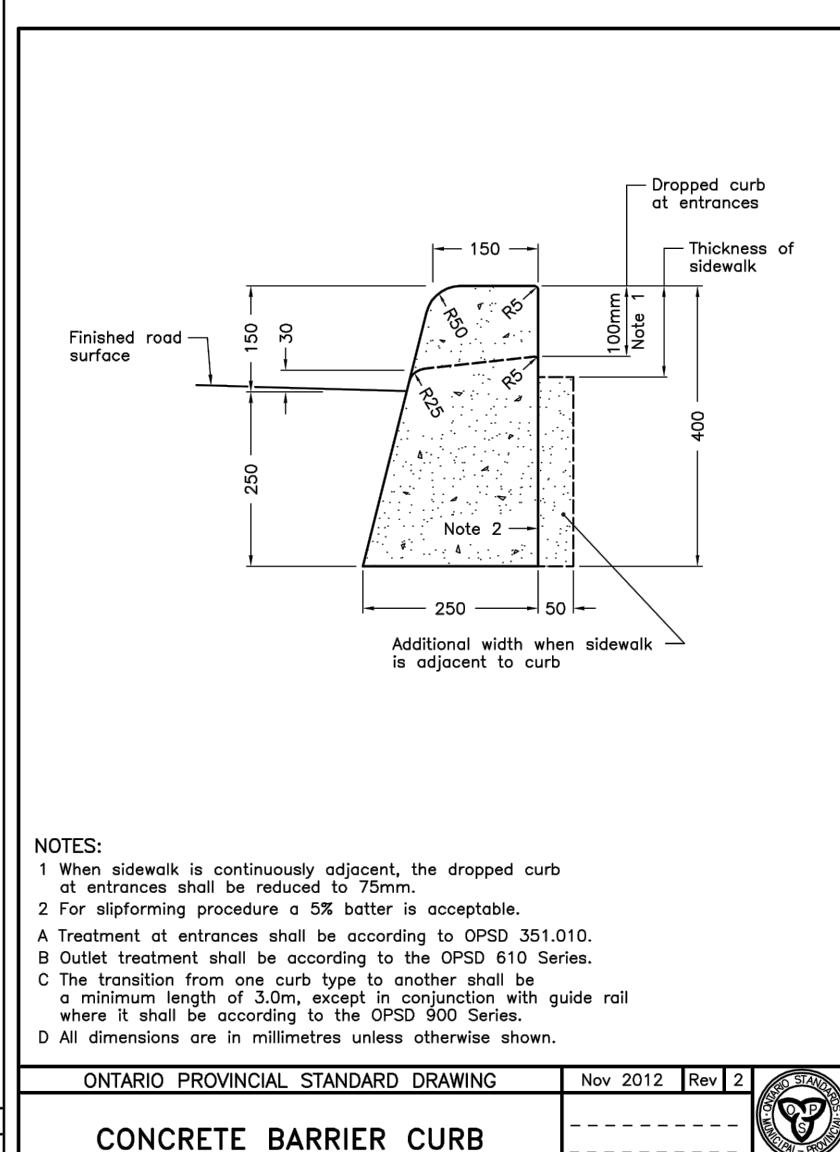 Dropped curb
at entrances
150
Thickness of
sidewalk
R50
R5
100mm
Note 1
Finished road
surface
150
30
R25
R5
400
250
Note 2
250
50
Additional width when sidewalk
is adjacent to curb
NOTES:
1 When sidewalk is continuously adjacent, the dropped curb
at entrances shall be reduced to 75mm.
2 For slipforming procedure a 5% batter is acceptable.
A Treatment at entrances shall be according to OPSD 351.010.
B Outlet treatment shall be according to the OPSD 610 Series.
C The transition from one curb type to another shall be
a minimum length of 3.0m, except in conjunction with guide rail
where it shall be according to the OPSD 900 Series.
D All dimensions are in millimetres unless otherwise shown.
ONTARIO PROVINCIAL STANDARD DRAWING
Nov 2012
Rev 2
CONCRETE BARRIER CURB
ONTARIO STANDARDS
MUNICIPAL - PROVINCIAL
O P S